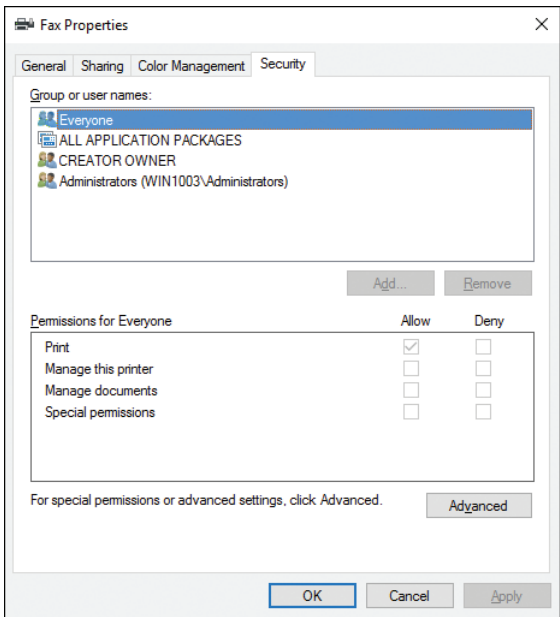 Fax Properties
General Sharing Color Management Security
Group or user names:
Everyone
ALL APPLICATION PACKAGES
CREATOR OWNER
Administrators (WIN1003\Administrators)
Add... Remove
Permissions for Everyone Allow Deny
Print
Manage this printer
Manage documents
Special permissions
For special permissions or advanced settings, click Advanced.
Advanced
OK Cancel Apply